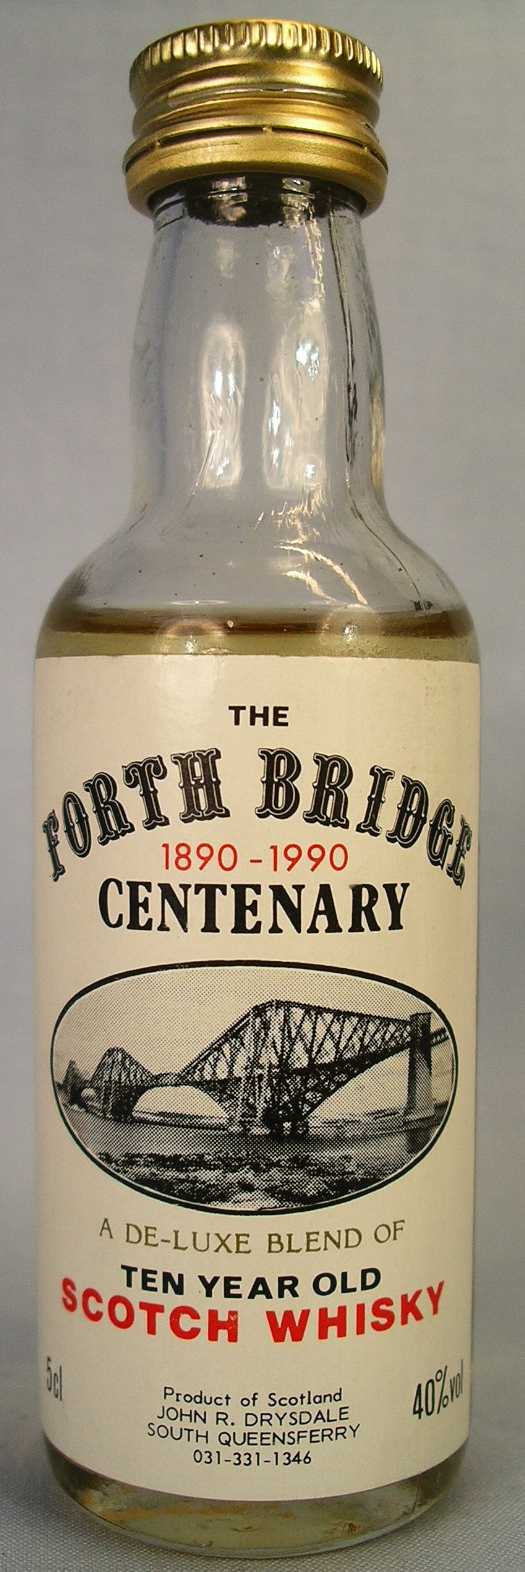 THE
FORTH BRIDGE
1890-1990
CENTENARY
A DE-LUXE BLEND OF
TEN YEAR OLD
SCOTCH WHISKY
5cl
40%vol
Product of Scotland
JOHN R. DRYSDALE
SOUTH QUEENSFERRY
031-331-1346